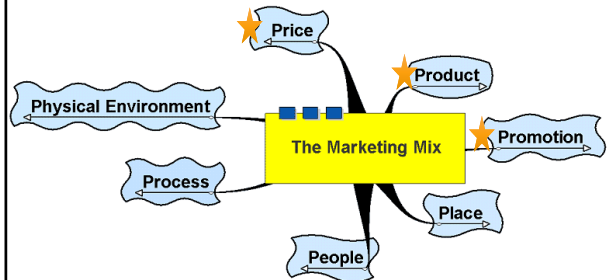 Price
Product
Physical Environment
Promotion
The Marketing Mix
Process
Place
People